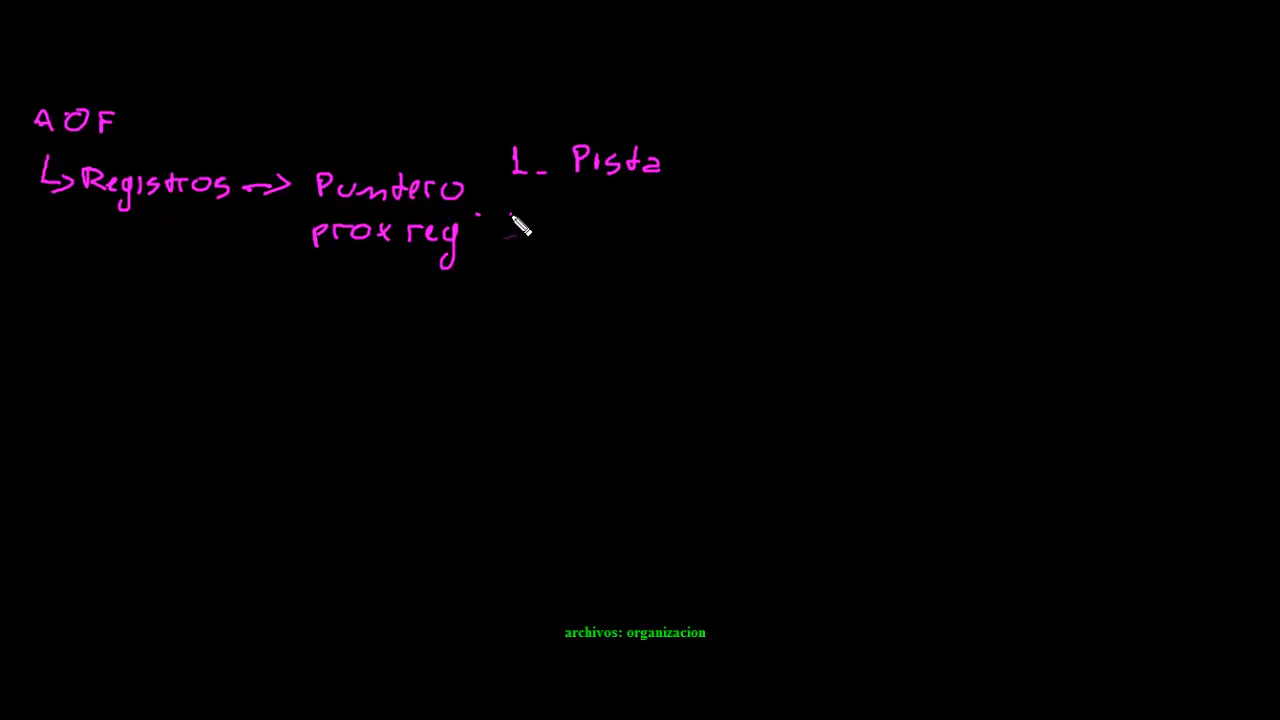 AOF
Registros -> Puntero
prox reg
1_ Pista
archivos: organizacion